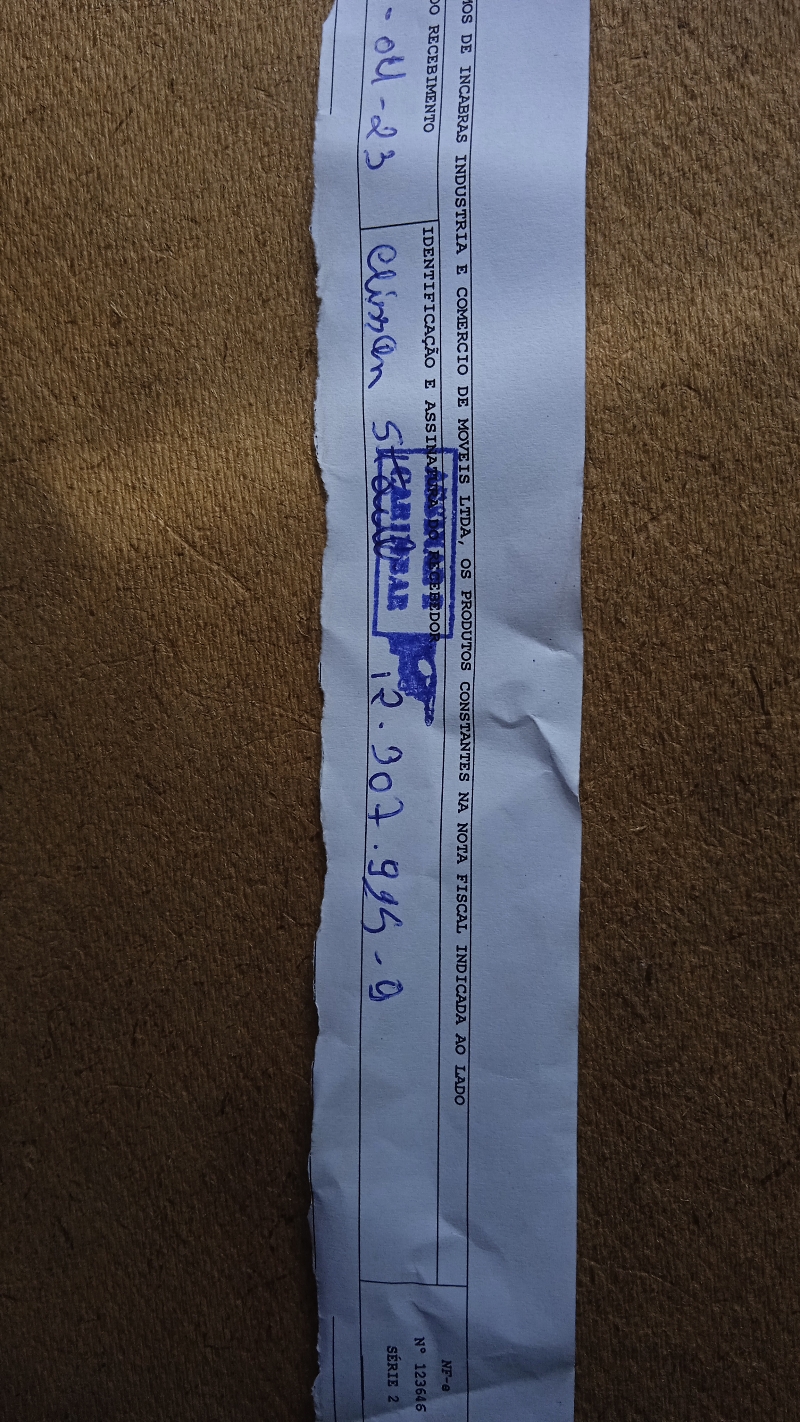 MOS DE INCABRAS INDUSTRIA E COMERCIO DE MOVEIS LTDA, OS PRODUTOS CONSTANTES NA NOTA FISCAL INDICADA AO LADO
DO RECEBIMENTO
IDENTIFICAÇÃO E ASSINATURA DO RECEBEDOR
- 04 - 23
12.307.995-9
NF-e
Nº 123646
SÉRIE 2